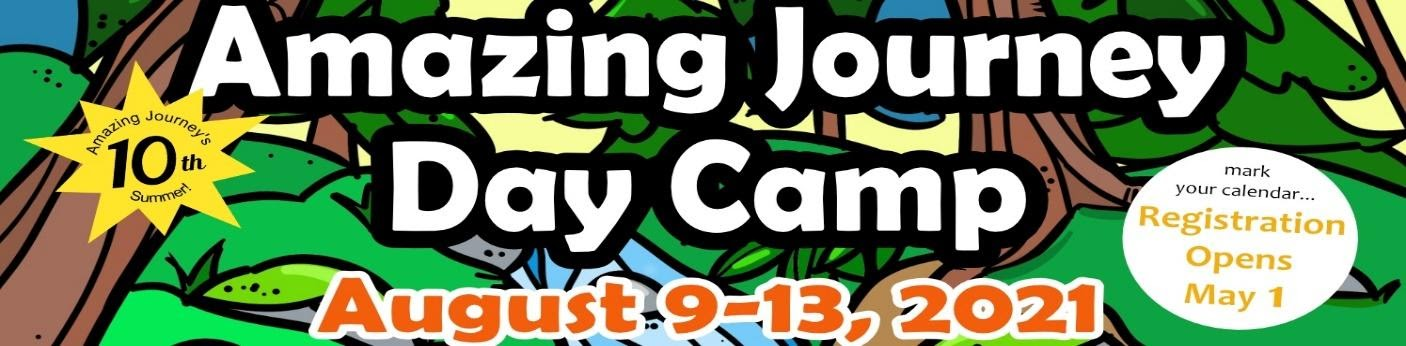 Amazing Journey
Day Camp
August 9-13, 2021
Amazing Journey's
10th
Summer!
mark
your calendar...
Registration
Opens
May 1